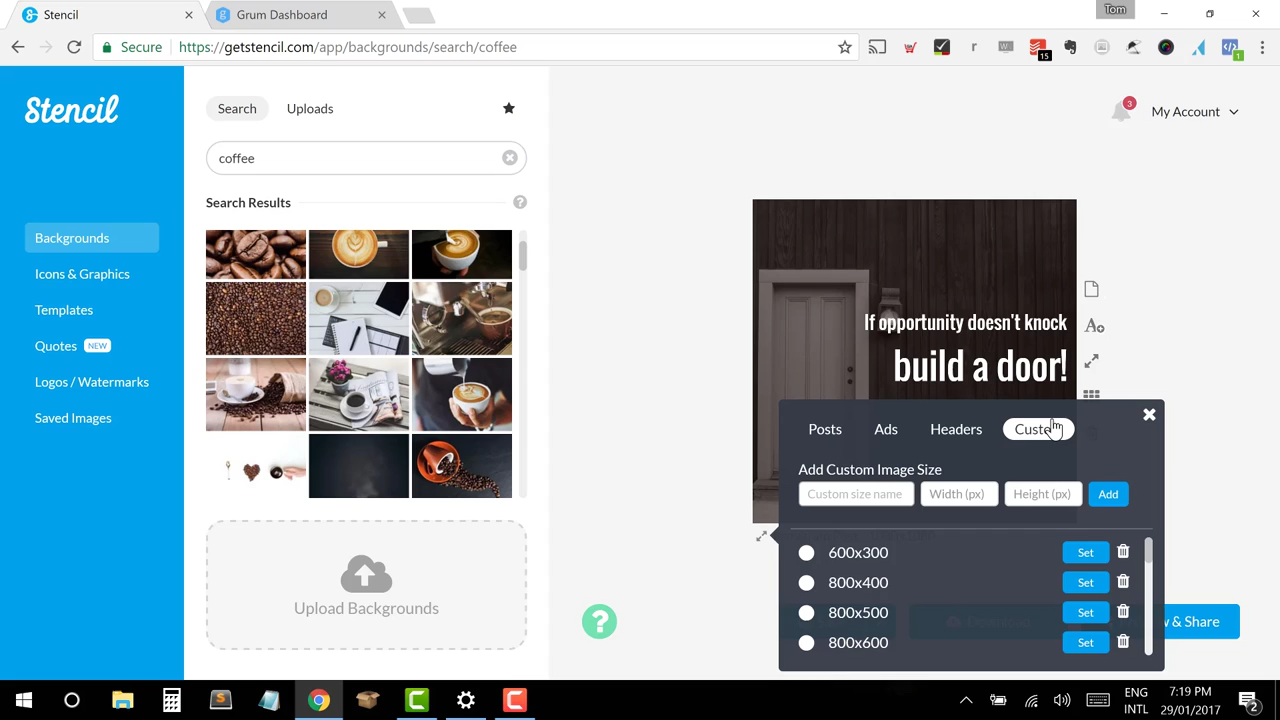 Stencil
Grum Dashboard
Tom
Secure
https://getstencil.com/app/backgrounds/search/coffee
15
1
Stencil
Search
Uploads
3
My Account
coffee
Search Results
?
Backgrounds
Icons & Graphics
Templates
Quotes NEW
Logos / Watermarks
Saved Images
If opportunity doesn't knock
build a door!
Posts
Ads
Headers
Add Custom Image Size
Custom size name
Width (px)
Height (px)
Add
600x300 Set
800x400 Set
800x500 Set
800x600 Set
Upload Backgrounds
?
& Share
ENG
INTL
7:19 PM
29/01/2017
2